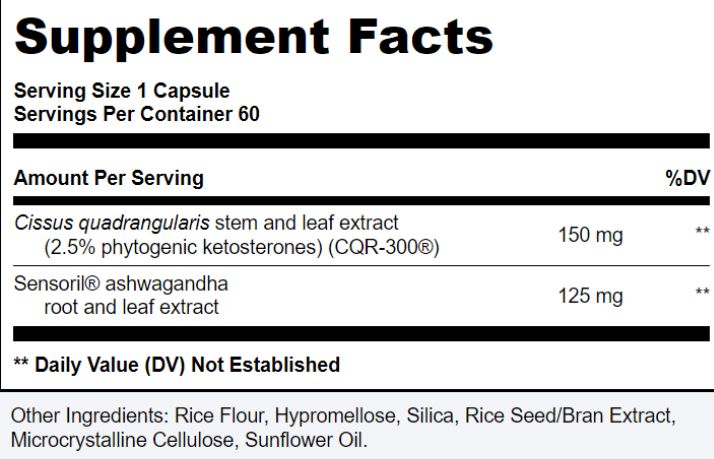 Supplement Facts
Serving Size 1 Capsule
Servings Per Container 60
Amount Per Serving %DV
Cissus quadrangularis stem and leaf extract
(2.5% phytogenic ketosterones) (CQR-300®) 150 mg **
Sensoril® ashwagandha
root and leaf extract 125 mg **
** Daily Value (DV) Not Established
Other Ingredients: Rice Flour, Hypromellose, Silica, Rice Seed/Bran Extract,
Microcrystalline Cellulose, Sunflower Oil.